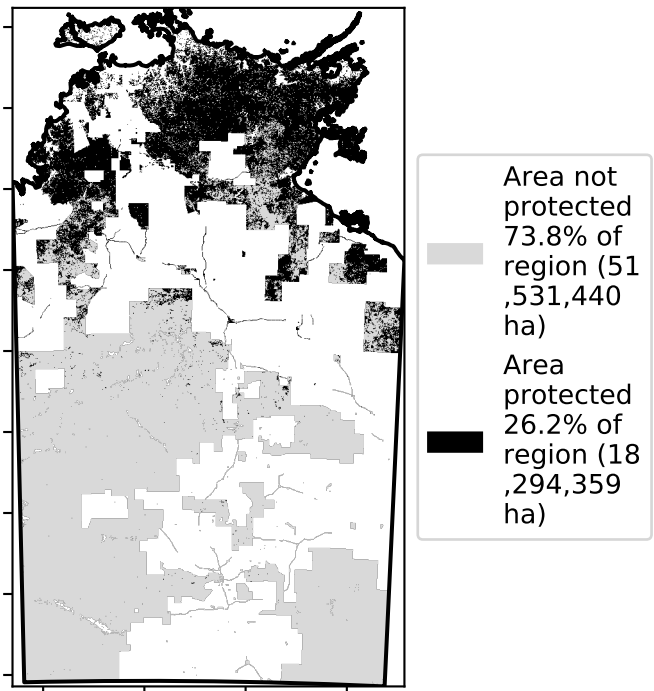 Area not
protected
73.8% of
region (51
,531,440
ha)
Area
protected
26.2% of
region (18
,294,359
ha)